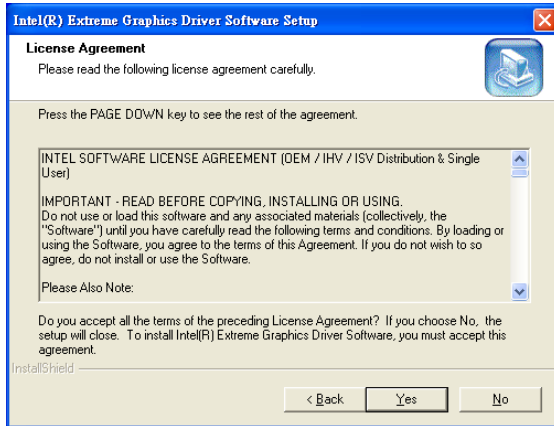 Intel(R) Extreme Graphics Driver Software Setup
License Agreement
Please read the following license agreement carefully.
Press the PAGE DOWN key to see the rest of the agreement.
INTEL SOFTWARE LICENSE AGREEMENT (OEM / IHV / ISV Distribution & Single
User)
IMPORTANT - READ BEFORE COPYING, INSTALLING OR USING.
Do not use or load this software and any associated materials (collectively, the
"Software") until you have carefully read the following terms and conditions. By loading or
using the Software, you agree to the terms of this Agreement. If you do not wish to so
agree, do not install or use the Software.
Please Also Note:
Do you accept all the terms of the preceding License Agreement? If you choose No, the
setup will close. To install Intel(R) Extreme Graphics Driver Software, you must accept this
agreement.
InstallShield
< Back
Yes
No